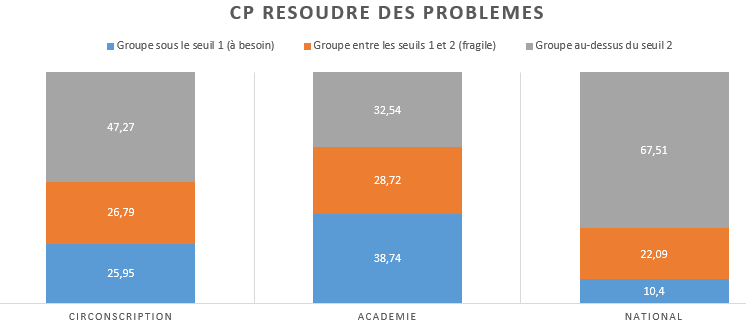 CP RESOUDRE DES PROBLEMES
Groupe sous le seuil 1 (à besoin) Groupe entre les seuils 1 et 2 (fragile) Groupe au-dessus du seuil 2
47,27 32,54 67,51
26,79 28,72 22,09
25,95 38,74 10,4
CIRCONSCRIPTION ACADEMIE NATIONAL